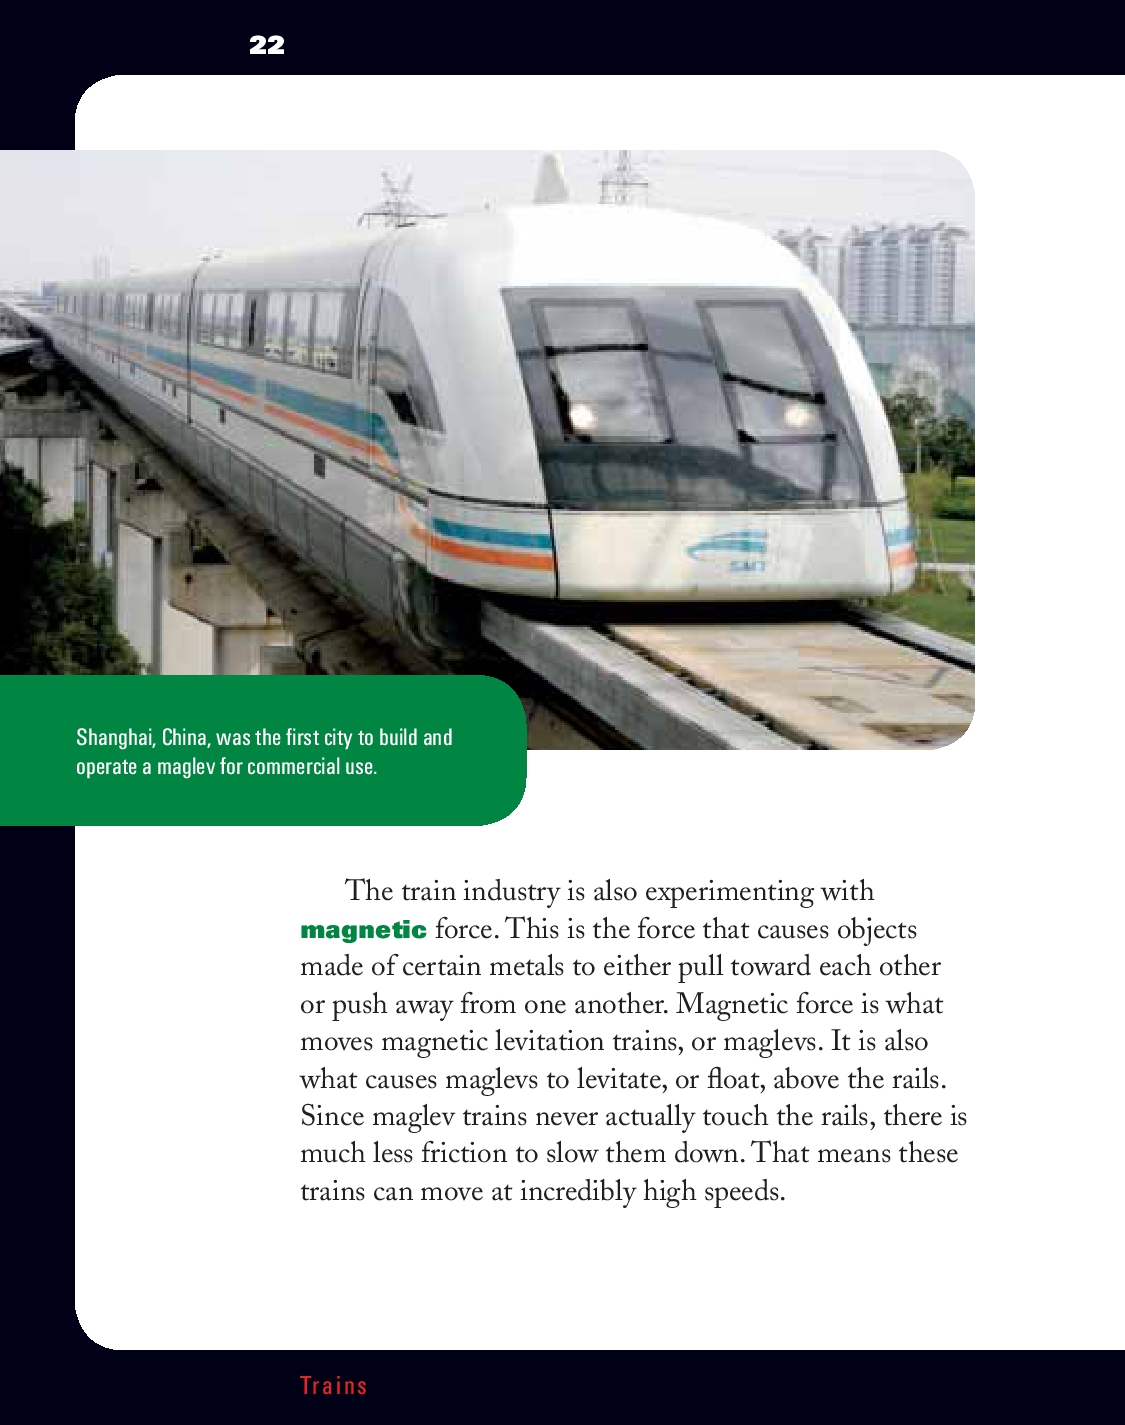 22
Shanghai, China, was the first city to build and
operate a maglev for commercial use.
The train industry is also experimenting with
magnetic force. This is the force that causes objects
made of certain metals to either pull toward each other
or push away from one another. Magnetic force is what
moves magnetic levitation trains, or maglevs. It is also
what causes maglevs to levitate, or float, above the rails.
Since maglev trains never actually touch the rails, there is
much less friction to slow them down. That means these
trains can move at incredibly high speeds.
Trains